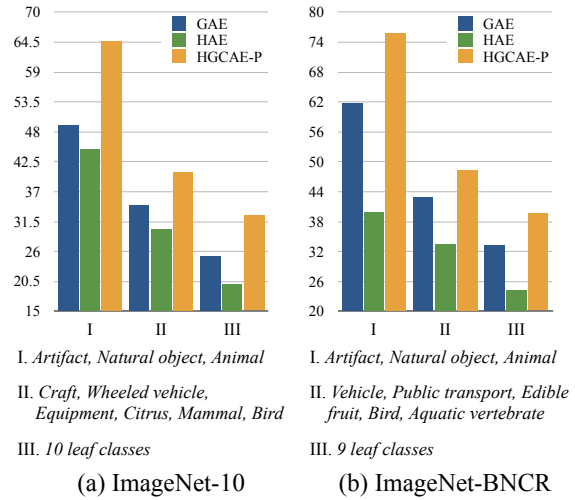 70
64.5
59
53.5
48
42.5
37
31.5
26
20.5
15
GAE
HAE
HGCAE-P
I
II
III
I. Artifact, Natural object, Animal
II. Craft, Wheeled vehicle,
Equipment, Citrus, Mammal, Bird
III. 10 leaf classes
(a) ImageNet-10
80
74
68
62
56
50
44
38
32
26
20
GAE
HAE
HGCAE-P
I
II
III
I. Artifact, Natural object, Animal
II. Vehicle, Public transport, Edible
fruit, Bird, Aquatic vertebrate
III. 9 leaf classes
(b) ImageNet-BNCR